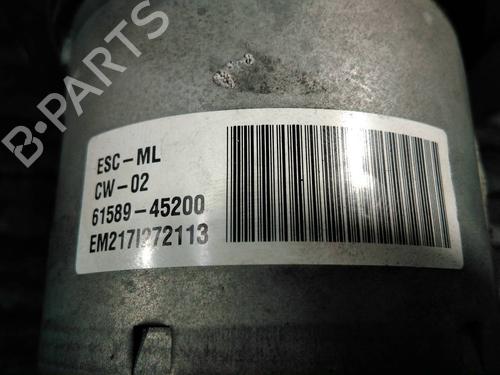 B-PARTS
ESC-ML
CW-02
61589-45200
EM217I272113